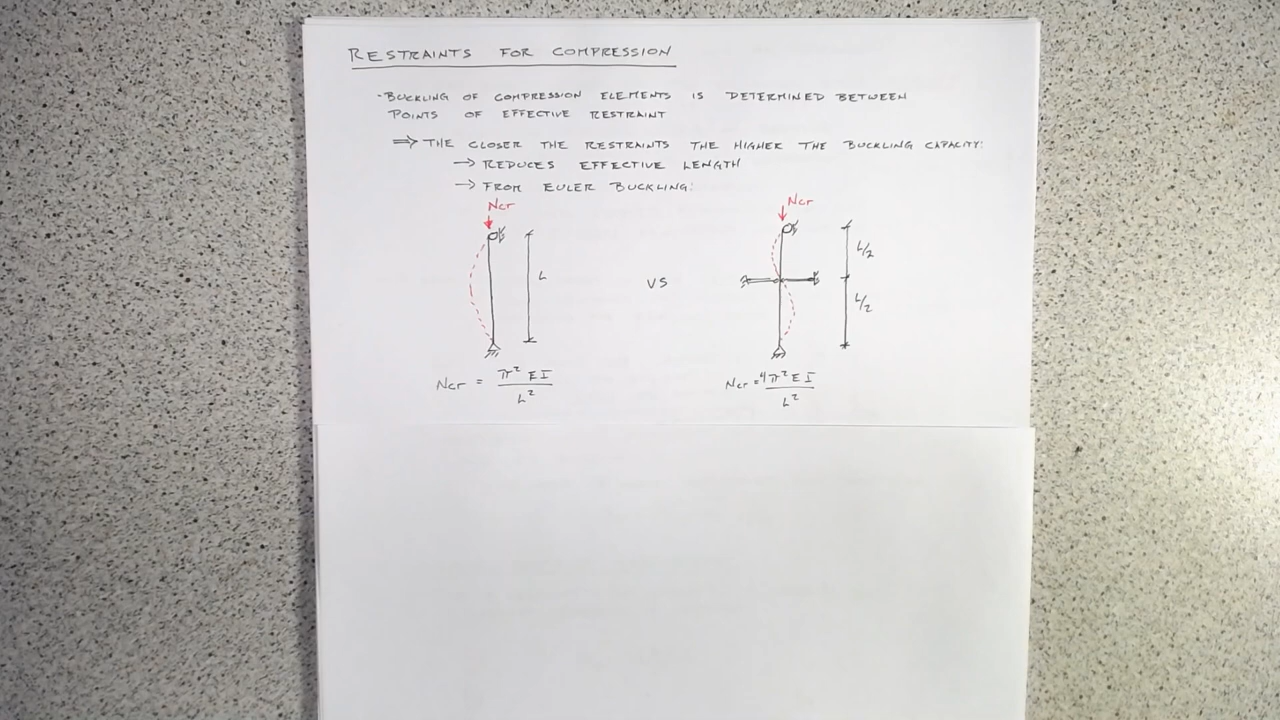 RESTRAINTS FOR COMPRESSION
- BUCKLING OF COMPRESSION ELEMENTS IS DETERMINED BETWEEN
POINTS OF EFFECTIVE RESTRAINT
⇒ THE CLOSER THE RESTRAINTS THE HIGHER THE BUCKLING CAPACITY:
→ REDUCES EFFECTIVE LENGTH
→ FROM EULER BUCKLING:
Ncr
L
Ncr = π² EI / L²
VS
Ncr
L/2
L/2
Ncr = 4π² EI / L²